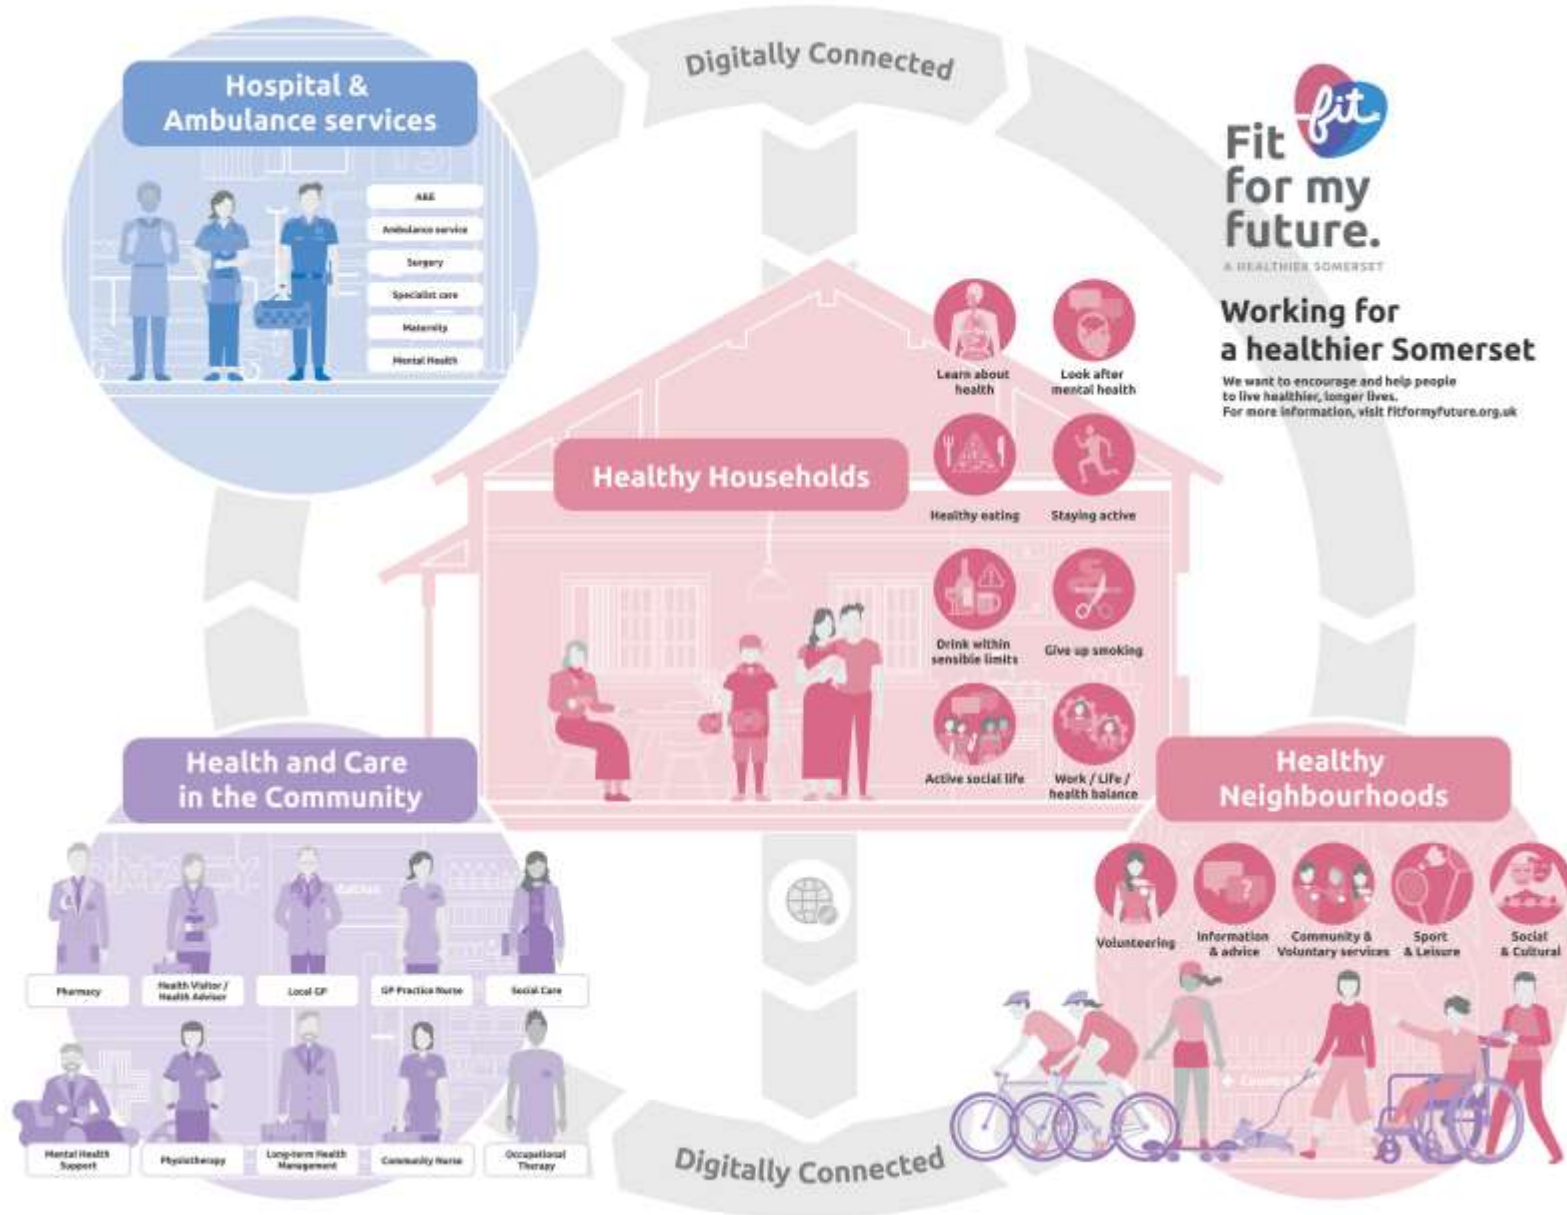 Digitally Connected
Hospital &
Ambulance services
A&E
Ambulance service
Surgery
Specialist care
Maternity
Mental Health
fit
Fit
for my
future.
A HEALTHIER SOMERSET
Working for
a healthier Somerset
We want to encourage and help people
to live healthier, longer lives.
For more information, visit fitformyfuture.org.uk
Healthy Households
Learn about
health
Look after
mental health
Healthy eating
Staying active
Drink within
sensible limits
Give up smoking
Active social life
Work / Life /
health balance
Health and Care
in the Community
Pharmacy
Health Visitor /
Health Advisor
Local GP
GP Practice Nurse
Social Care
Mental Health
Support
Physiotherapy
Long-term Health
Management
Community Nurse
Occupational
Therapy
Healthy
Neighbourhoods
Volunteering
Information
& advice
Community &
Voluntary services
Sport
& Leisure
Social
& Cultural
Digitally Connected